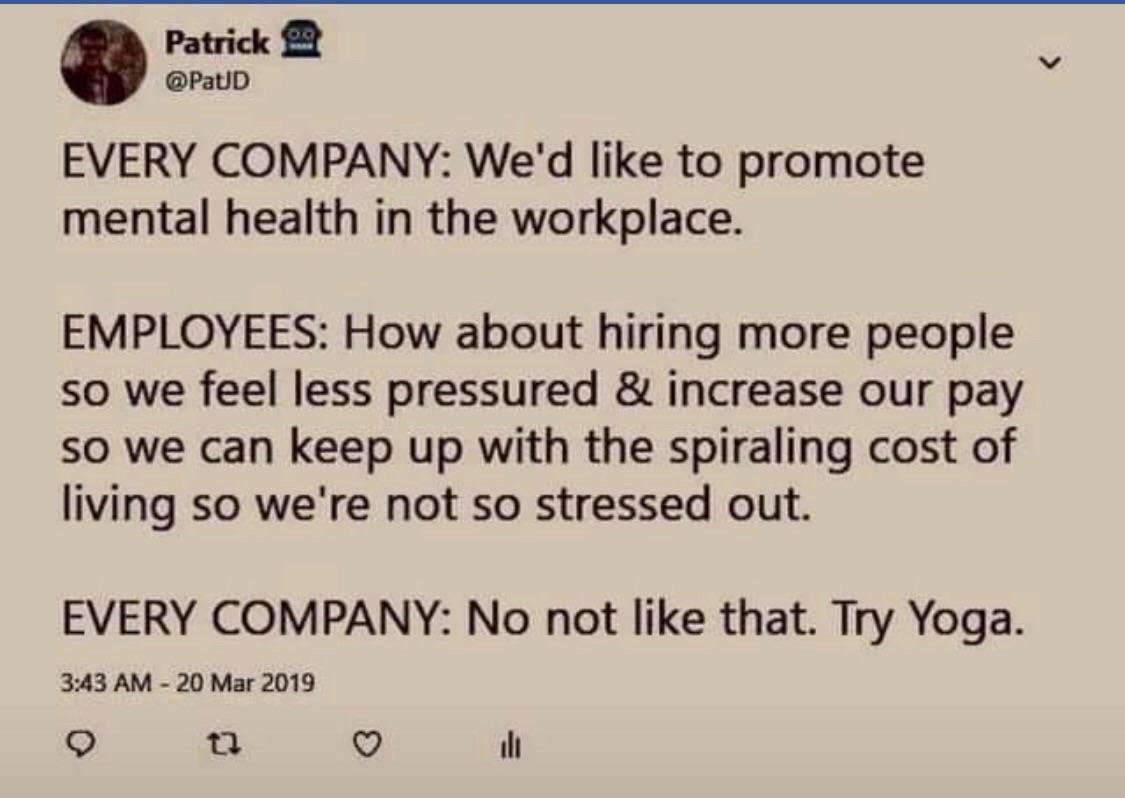 Patrick
@PatJD
EVERY COMPANY: We'd like to promote
mental health in the workplace.
EMPLOYEES: How about hiring more people
so we feel less pressured & increase our pay
so we can keep up with the spiraling cost of
living so we're not so stressed out.
EVERY COMPANY: No not like that. Try Yoga.
3:43 AM - 20 Mar 2019